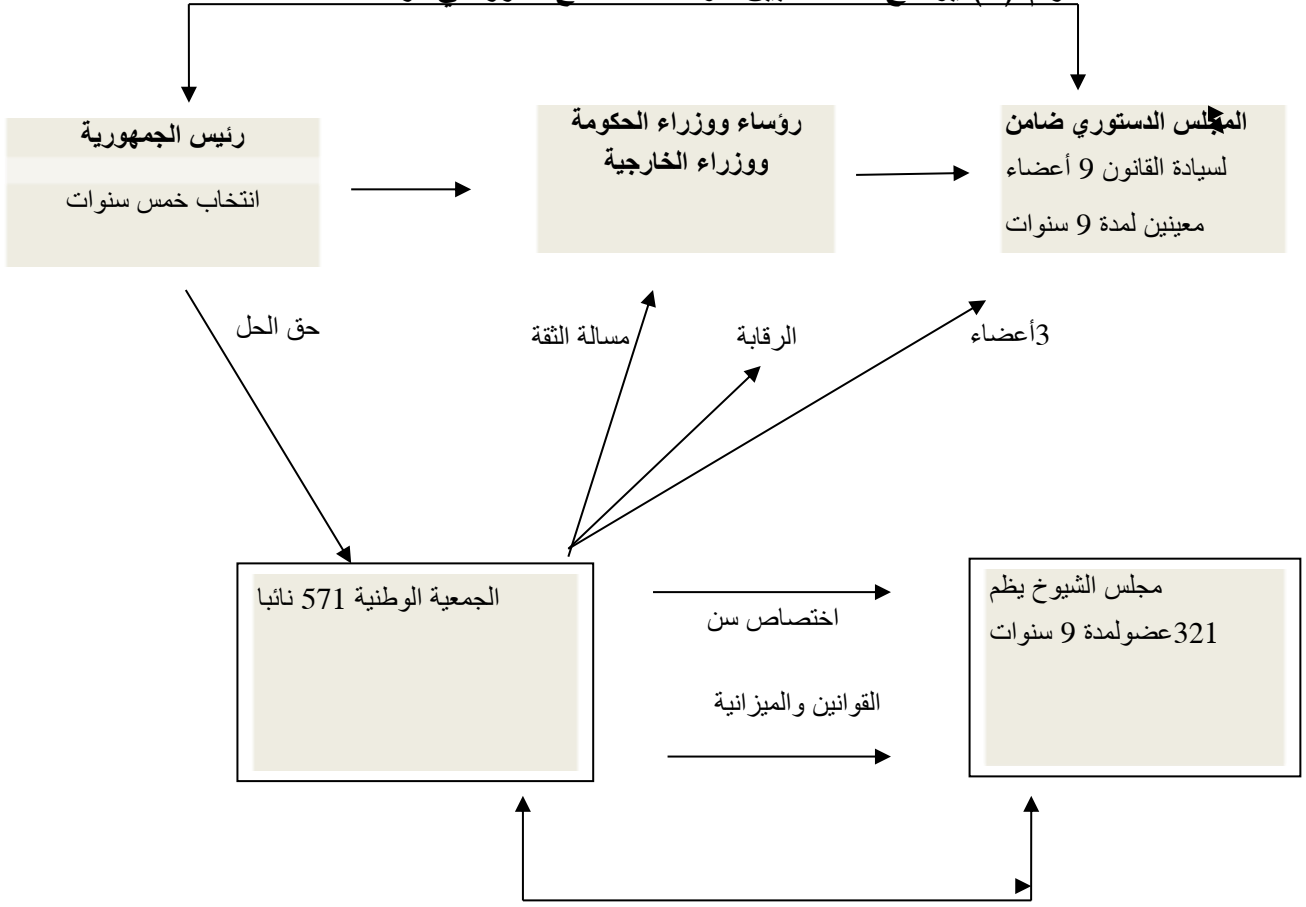 رئيس الجمهورية
انتخاب خمس سنوات
رؤساء ووزراء الحكومة
ووزراء الخارجية
المجلس الدستوري ضامن
لسيادة القانون 9 أعضاء
معينين لمدة 9 سنوات
حق الحل
مسالة الثقة
الرقابة
3أعضاء
الجمعية الوطنية 571 نائبا
اختصاص سن
القوانين والميزانية
مجلس الشيوخ يظم
321عضولمدة 9 سنوات